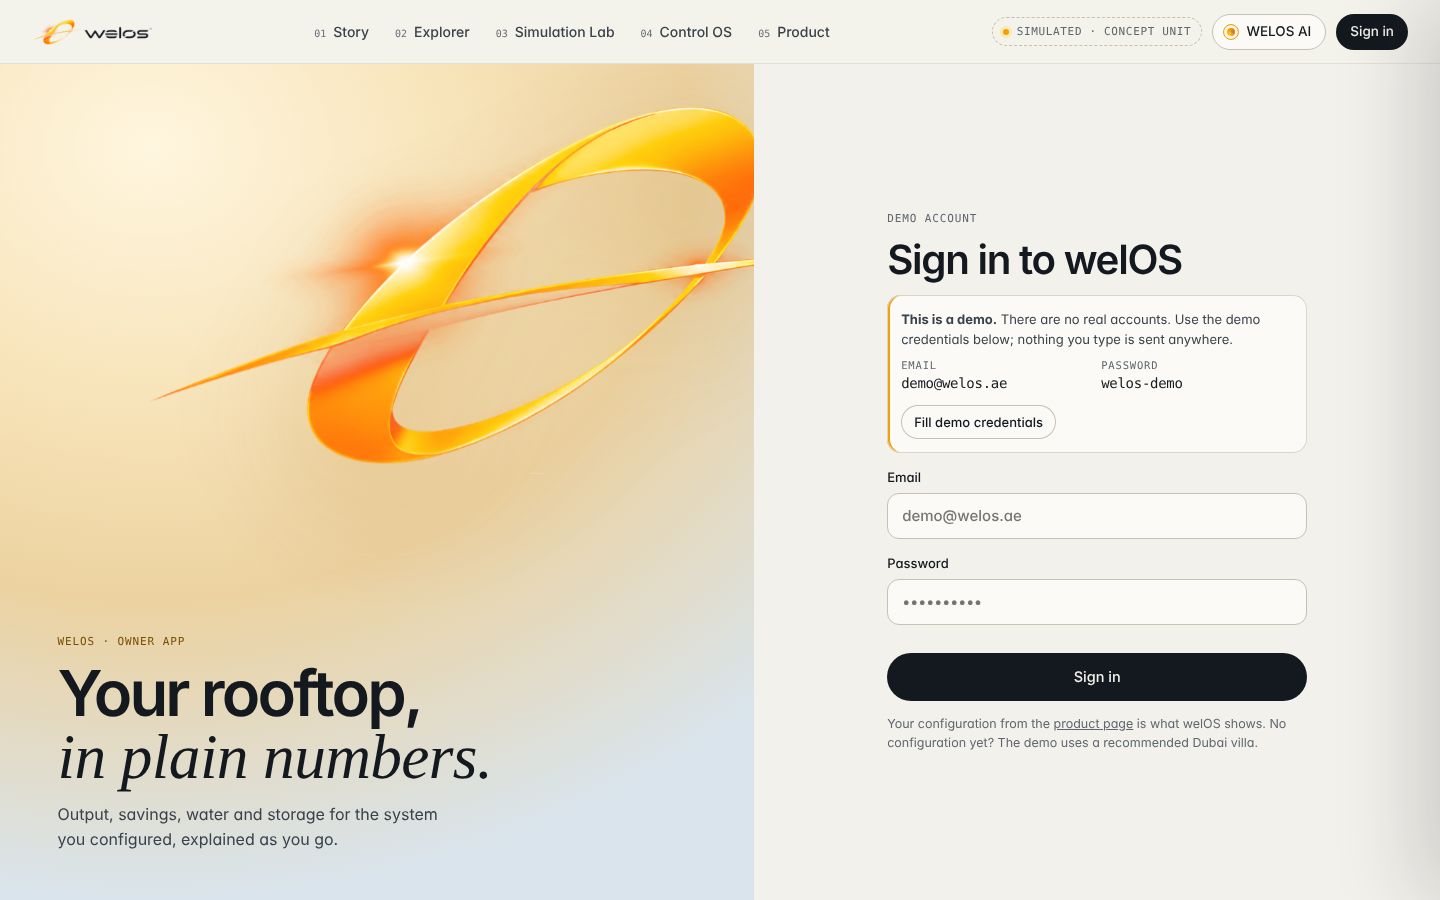 welos
01 Story
02 Explorer
03 Simulation Lab
04 Control OS
05 Product
SIMULATED · CONCEPT UNIT
WELOS AI
Sign in
WELOS · OWNER APP
Your rooftop,
in plain numbers.
Output, savings, water and storage for the system
you configured, explained as you go.
DEMO ACCOUNT
Sign in to welOS
This is a demo. There are no real accounts. Use the demo
credentials below; nothing you type is sent anywhere.
EMAIL
demo@welos.ae
PASSWORD
welos-demo
Fill demo credentials
Email
demo@welos.ae
Password
••••••••••
Sign in
Your configuration from the product page is what welOS shows. No
configuration yet? The demo uses a recommended Dubai villa.